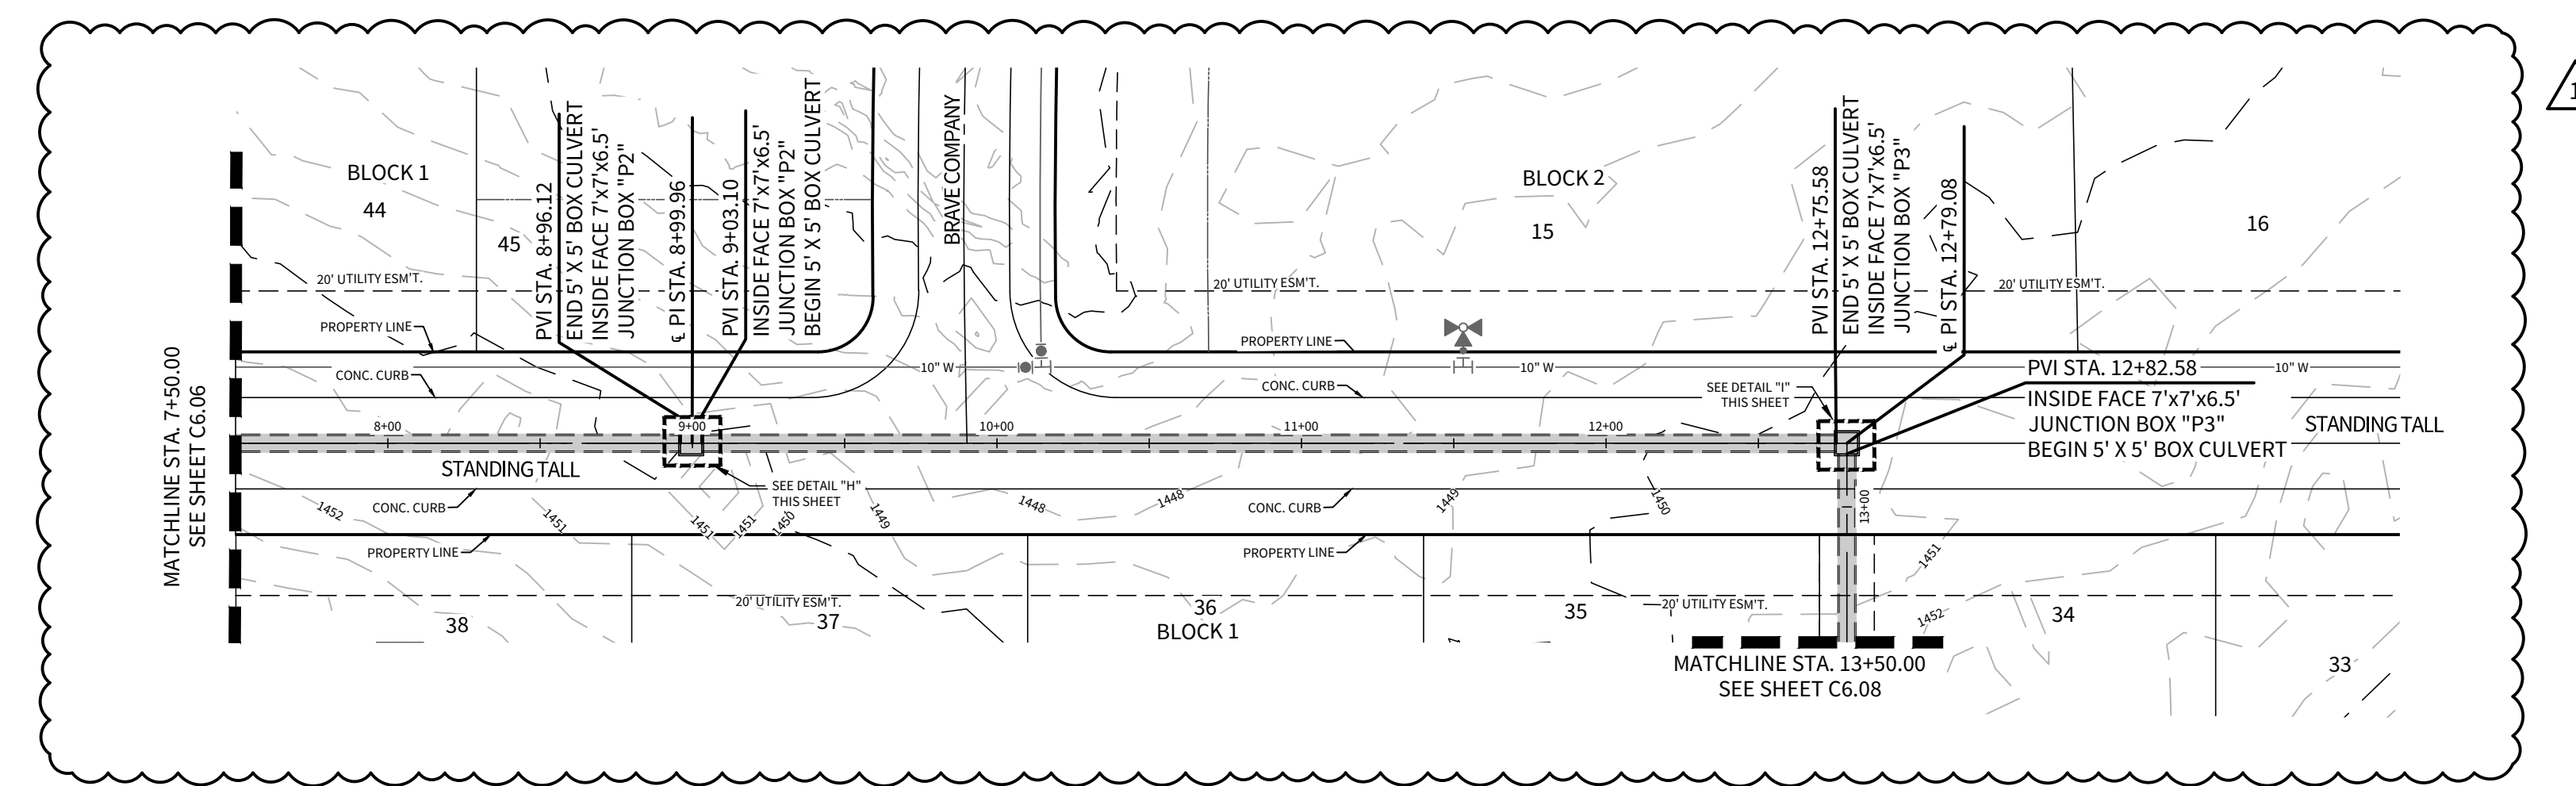 1
BLOCK 1
44
45
20' UTILITY ESM'T.
PROPERTY LINE
CONC. CURB
PVI STA. 8+96.12
END 5' X 5' BOX CULVERT
INSIDE FACE 7'x7'x6.5'
JUNCTION BOX "P2"
℄ PI STA. 8+99.96
PVI STA. 9+03.10
INSIDE FACE 7'x7'x6.5'
JUNCTION BOX "P2"
BEGIN 5' X 5' BOX CULVERT
BRAVE COMPANY
BLOCK 2
15
16
20' UTILITY ESM'T.
20' UTILITY ESM'T.
PROPERTY LINE
10" W
10" W
10" W
CONC. CURB
PVI STA. 12+75.58
END 5' X 5' BOX CULVERT
INSIDE FACE 7'x7'x6.5'
JUNCTION BOX "P3"
℄ PI STA. 12+79.08
SEE DETAIL "I"
THIS SHEET
PVI STA. 12+82.58
INSIDE FACE 7'x7'x6.5'
JUNCTION BOX "P3"
BEGIN 5' X 5' BOX CULVERT
STANDING TALL
MATCHLINE STA. 7+50.00
SEE SHEET C6.06
8+00
9+00
10+00
11+00
12+00
13+00
STANDING TALL
SEE DETAIL "H"
THIS SHEET
CONC. CURB
CONC. CURB
1452
1451
1451
1451
1450
1449
1448
1448
1449
1450
1451
1452
PROPERTY LINE
PROPERTY LINE
20' UTILITY ESM'T.
20' UTILITY ESM'T.
38
37
36
BLOCK 1
35
34
33
MATCHLINE STA. 13+50.00
SEE SHEET C6.08